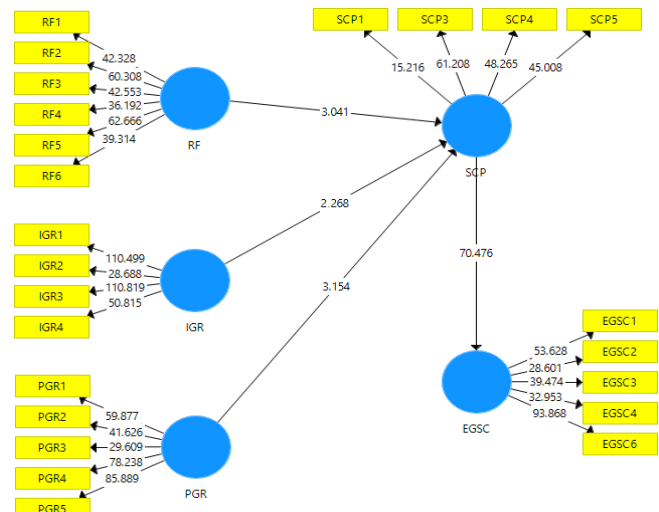 RF1
RF2
RF3
RF4
RF5
RF6
42.328
60.308
42.553
36.192
62.666
39.314
RF
SCP1
SCP3
SCP4
SCP5
15.216
61.208
48.265
45.008
SCP
3.041
2.268
3.154
70.476
IGR1
IGR2
IGR3
IGR4
110.499
28.688
110.819
50.815
IGR
PGR1
PGR2
PGR3
PGR4
PGR5
59.877
41.626
29.609
78.238
85.889
PGR
EGSC1
EGSC2
EGSC3
EGSC4
EGSC6
53.628
28.601
39.474
32.953
93.868
EGSC